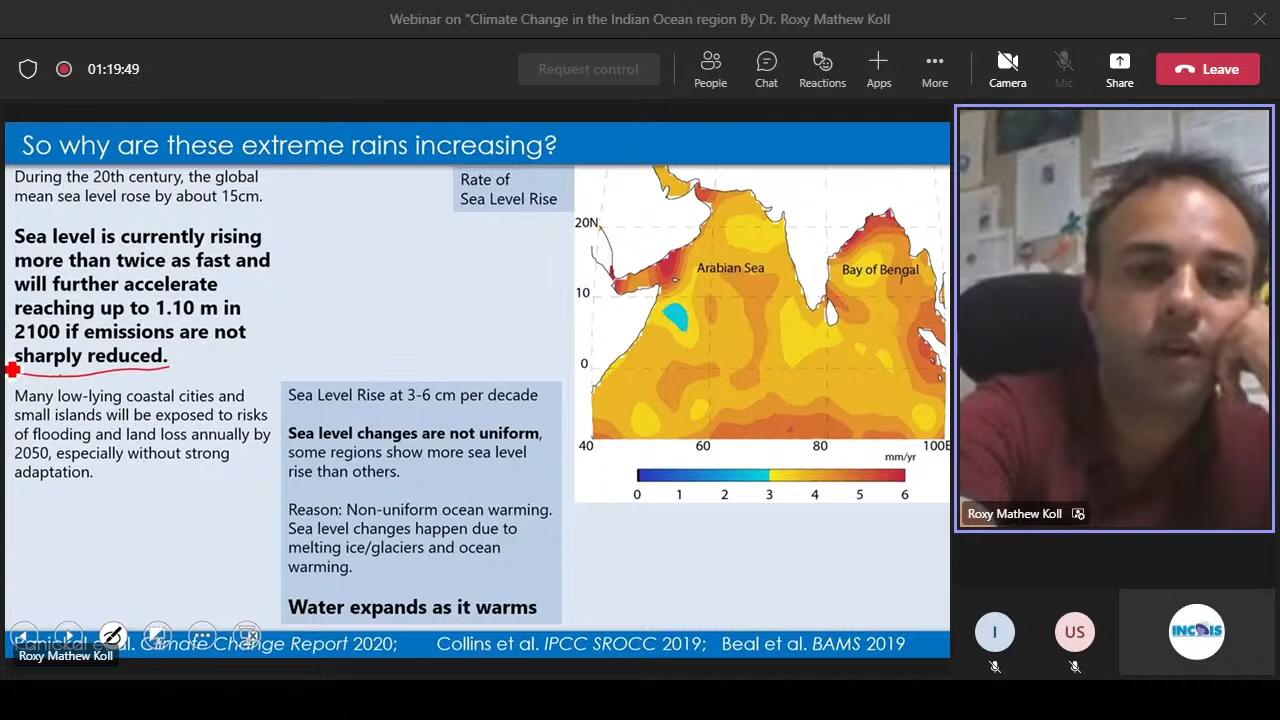 Webinar on "Climate Change in the Indian Ocean region By Dr. Roxy Mathew Koll
01:19:49
Request control
People
Chat
Reactions
Apps
More
Camera
Mic
Share
Leave
So why are these extreme rains increasing?
During the 20th century, the global
mean sea level rose by about 15cm.
Sea level is currently rising
more than twice as fast and
will further accelerate
reaching up to 1.10 m in
2100 if emissions are not
sharply reduced.
Many low-lying coastal cities and
small islands will be exposed to risks
of flooding and land loss annually by
2050, especially without strong
adaptation.
Rate of
Sea Level Rise
Sea Level Rise at 3-6 cm per decade
Sea level changes are not uniform,
some regions show more sea level
rise than others.
Reason: Non-uniform ocean warming.
Sea level changes happen due to
melting ice/glaciers and ocean
warming.
Water expands as it warms
20N
Arabian Sea
Bay of Bengal
10
0
40 60 80 100E
mm/yr
0 1 2 3 4 5 6
Roxy Mathew Koll
I
US
INCOIS
Panickal et al. Climate Change Report 2020; Collins et al. IPCC SROCC 2019; Beal et al. BAMS 2019
Roxy Mathew Koll